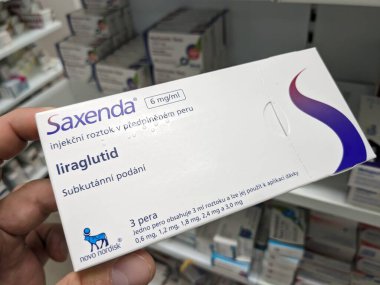 Saxenda®
6 mg/ml
injekční roztok v předplněném peru
liraglutid
Subkutánní podání
3 pera
Jedno pero obsahuje 3 ml roztoku a lze jej použít k aplikaci dávky
0,6 mg, 1,2 mg, 1,8 mg, 2,4 mg a 3,0 mg
novo nordisk®